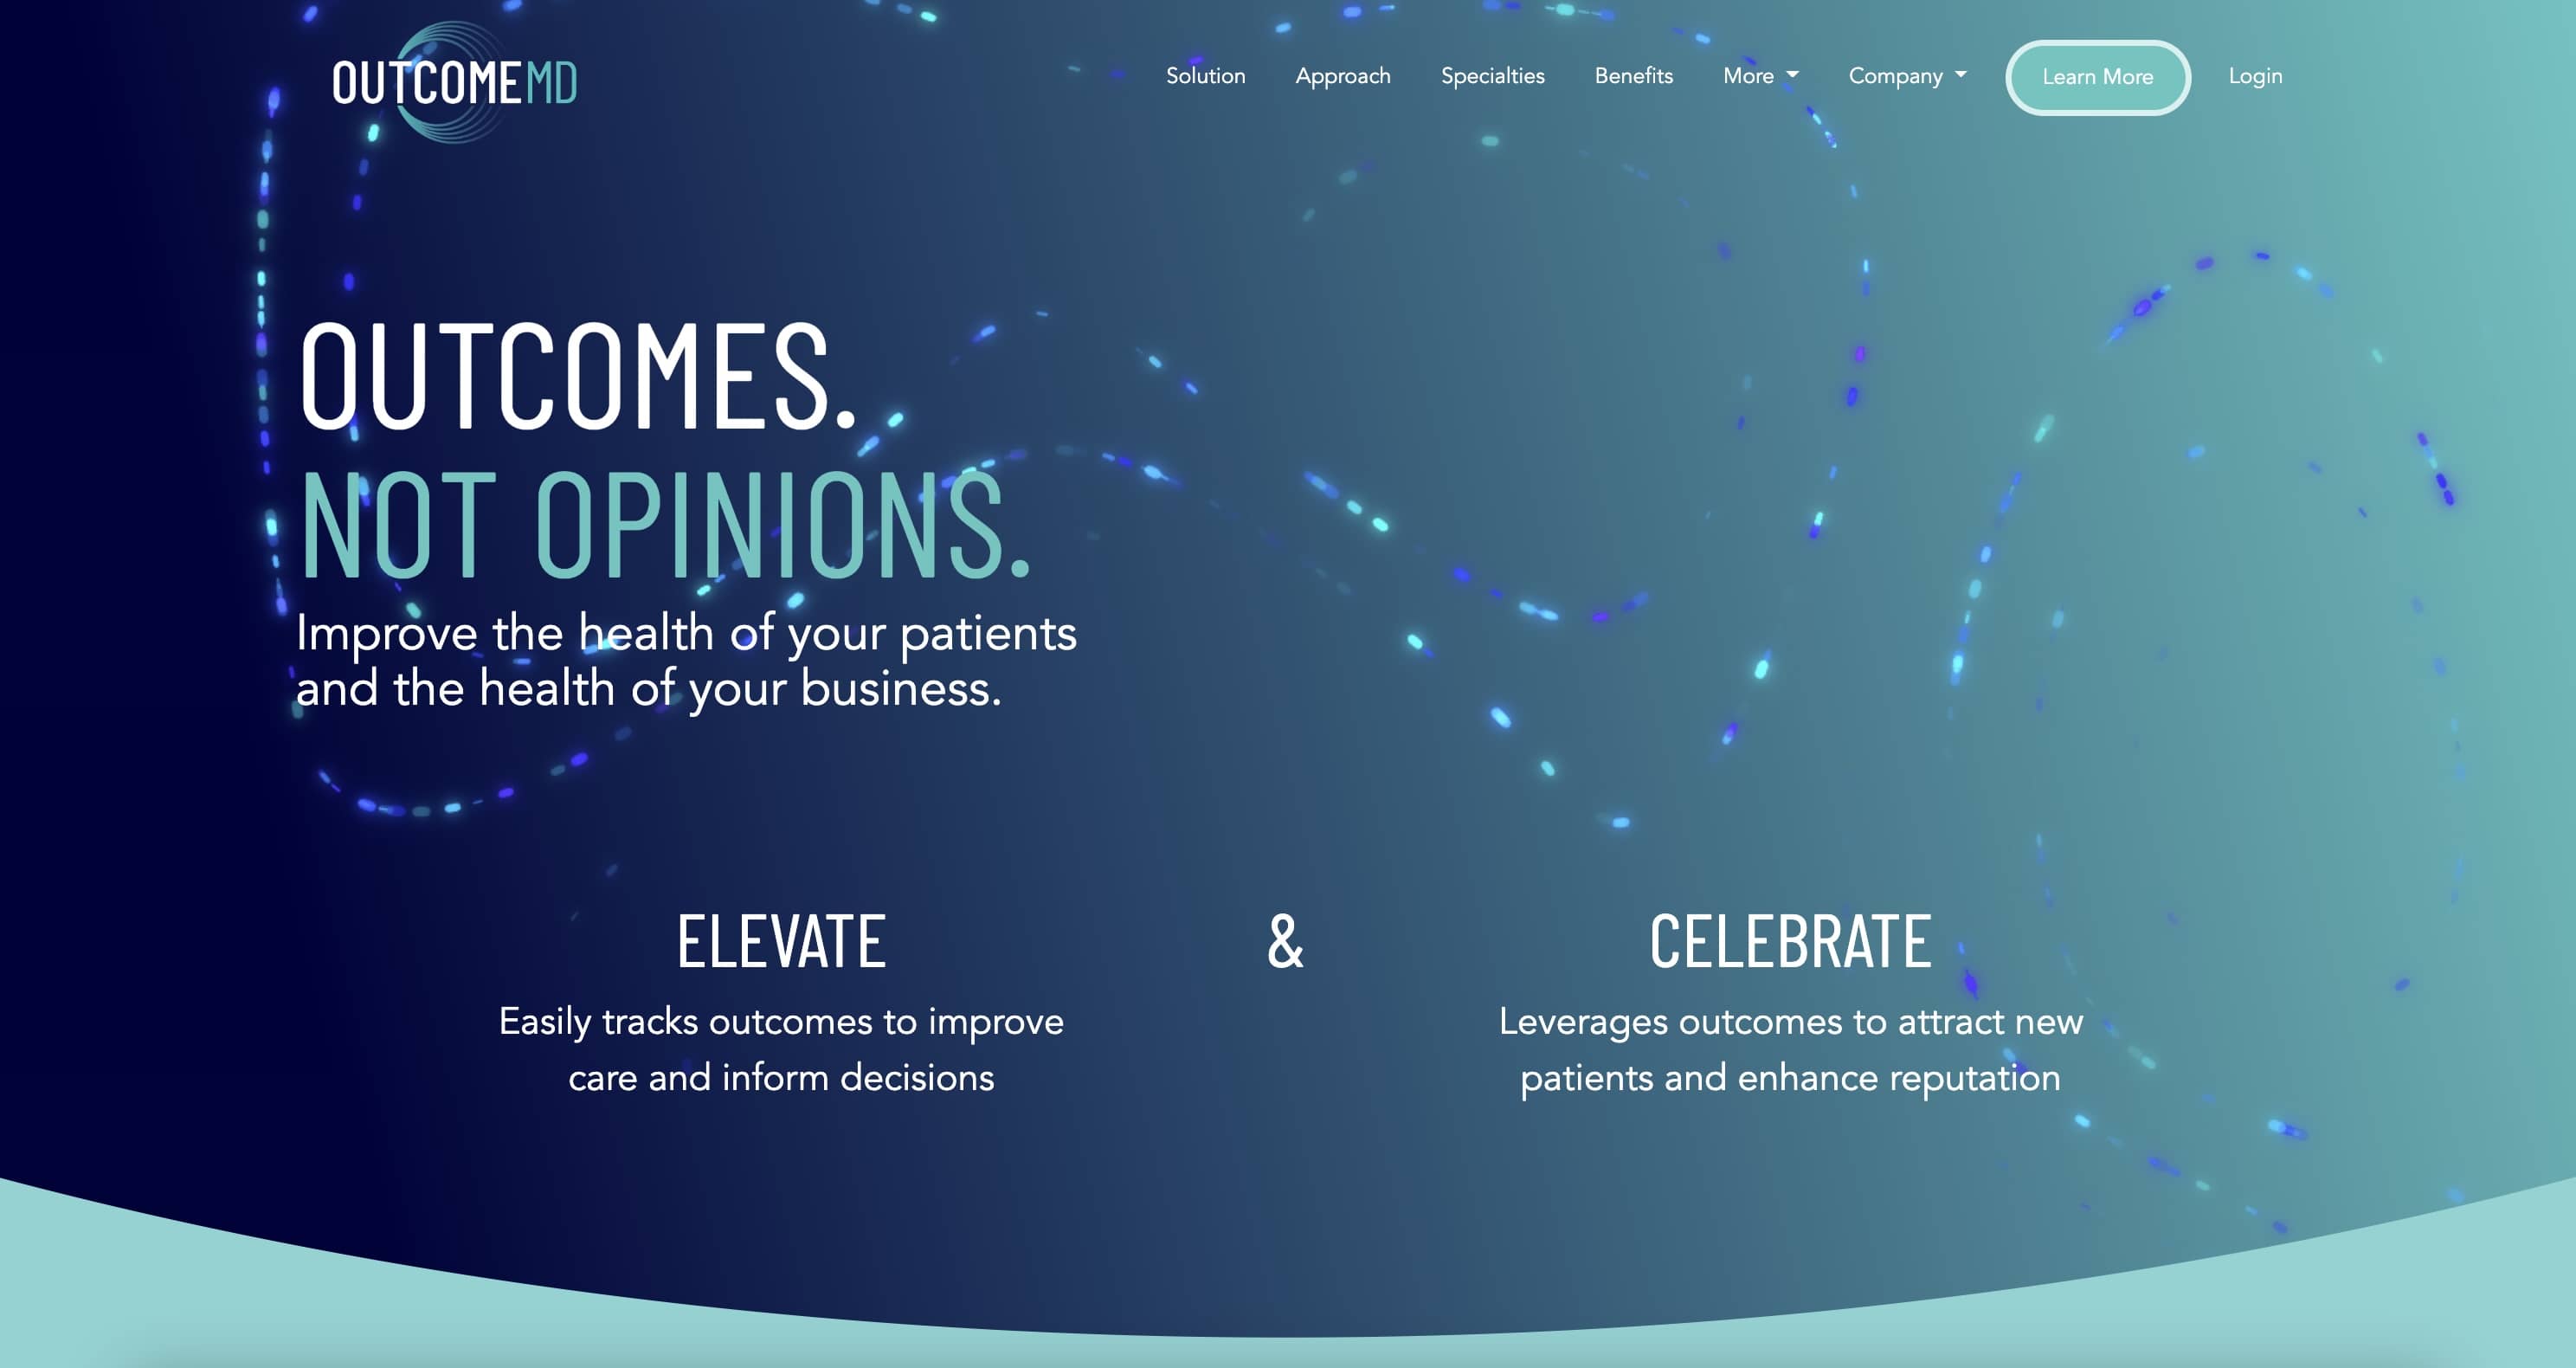 OUTCOMEMD
Solution
Approach
Specialties
Benefits
More
Company
Learn More
Login
OUTCOMES.
NOT OPINIONS.
Improve the health of your patients
and the health of your business.
ELEVATE
Easily tracks outcomes to improve
care and inform decisions
&
CELEBRATE
Leverages outcomes to attract new
patients and enhance reputation